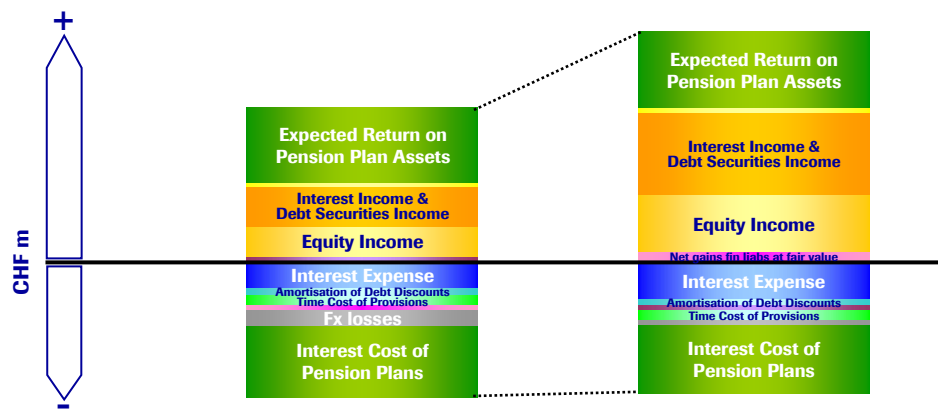 +
CHF m
-
Expected Return on
Pension Plan Assets
Interest Income &
Debt Securities Income
Equity Income
Interest Expense
Amortisation of Debt Discounts
Time Cost of Provisions
Fx losses
Interest Cost of
Pension Plans
Expected Return on
Pension Plan Assets
Interest Income &
Debt Securities Income
Equity Income
Net gains fin liabs at fair value
Interest Expense
Amortisation of Debt Discounts
Time Cost of Provisions
Interest Cost of
Pension Plans